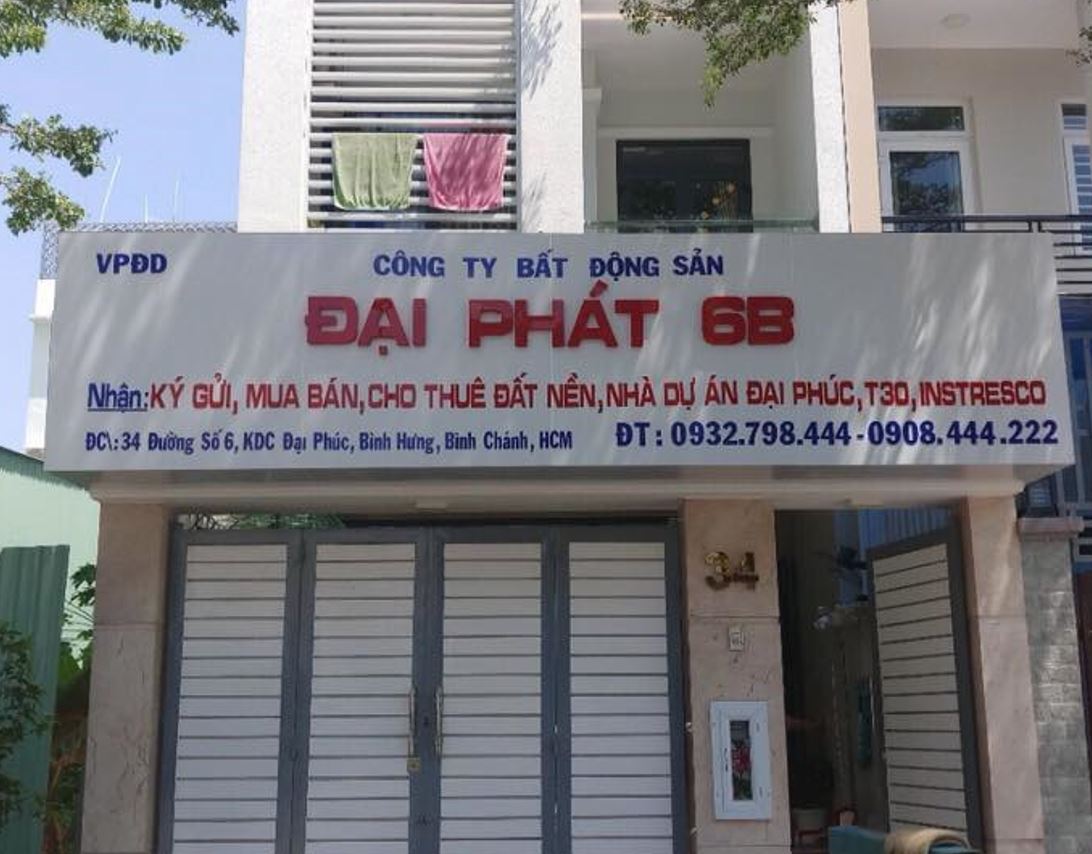 VPĐD
CÔNG TY BẤT ĐỘNG SẢN
ĐẠI PHÁT 6B
Nhận: KÝ GỬI, MUA BÁN, CHO THUÊ ĐẤT NỀN, NHÀ DỰ ÁN ĐẠI PHÚC, T30, INSTRESCO
ĐC\: 34 Đường Số 6, KDC Đại Phúc, Bình Hưng, Bình Chánh, HCM
ĐT: 0932.798.444 - 0908.444.222
34